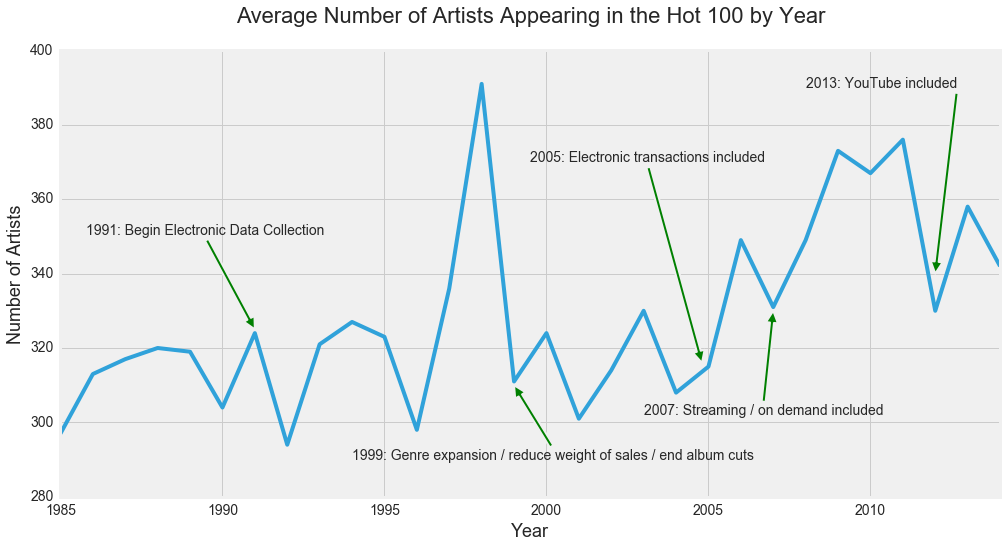 Average Number of Artists Appearing in the Hot 100 by Year
400
2013: YouTube included
380
2005: Electronic transactions included
360
1991: Begin Electronic Data Collection
340
Number of Artists
320
2007: Streaming / on demand included
300
1999: Genre expansion / reduce weight of sales / end album cuts
280
1985 1990 1995 2000 2005 2010
Year